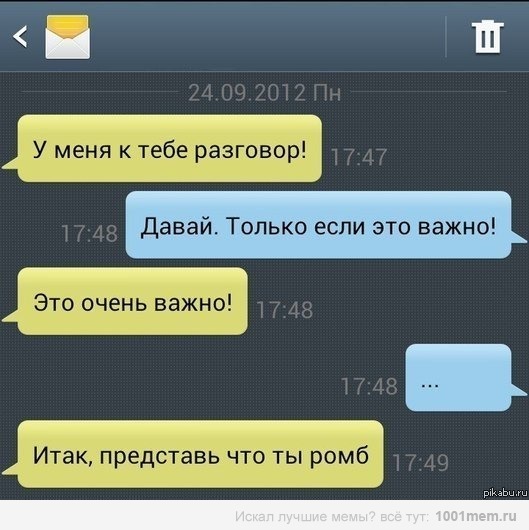 24.09.2012 Пн
У меня к тебе разговор!
17:47
17:48
Давай. Только если это важно!
Это очень важно!
17:48
17:48
...
Итак, представь что ты ромб
17:49
pikabu.ru
Искал лучшие мемы? всё тут: 1001mem.ru